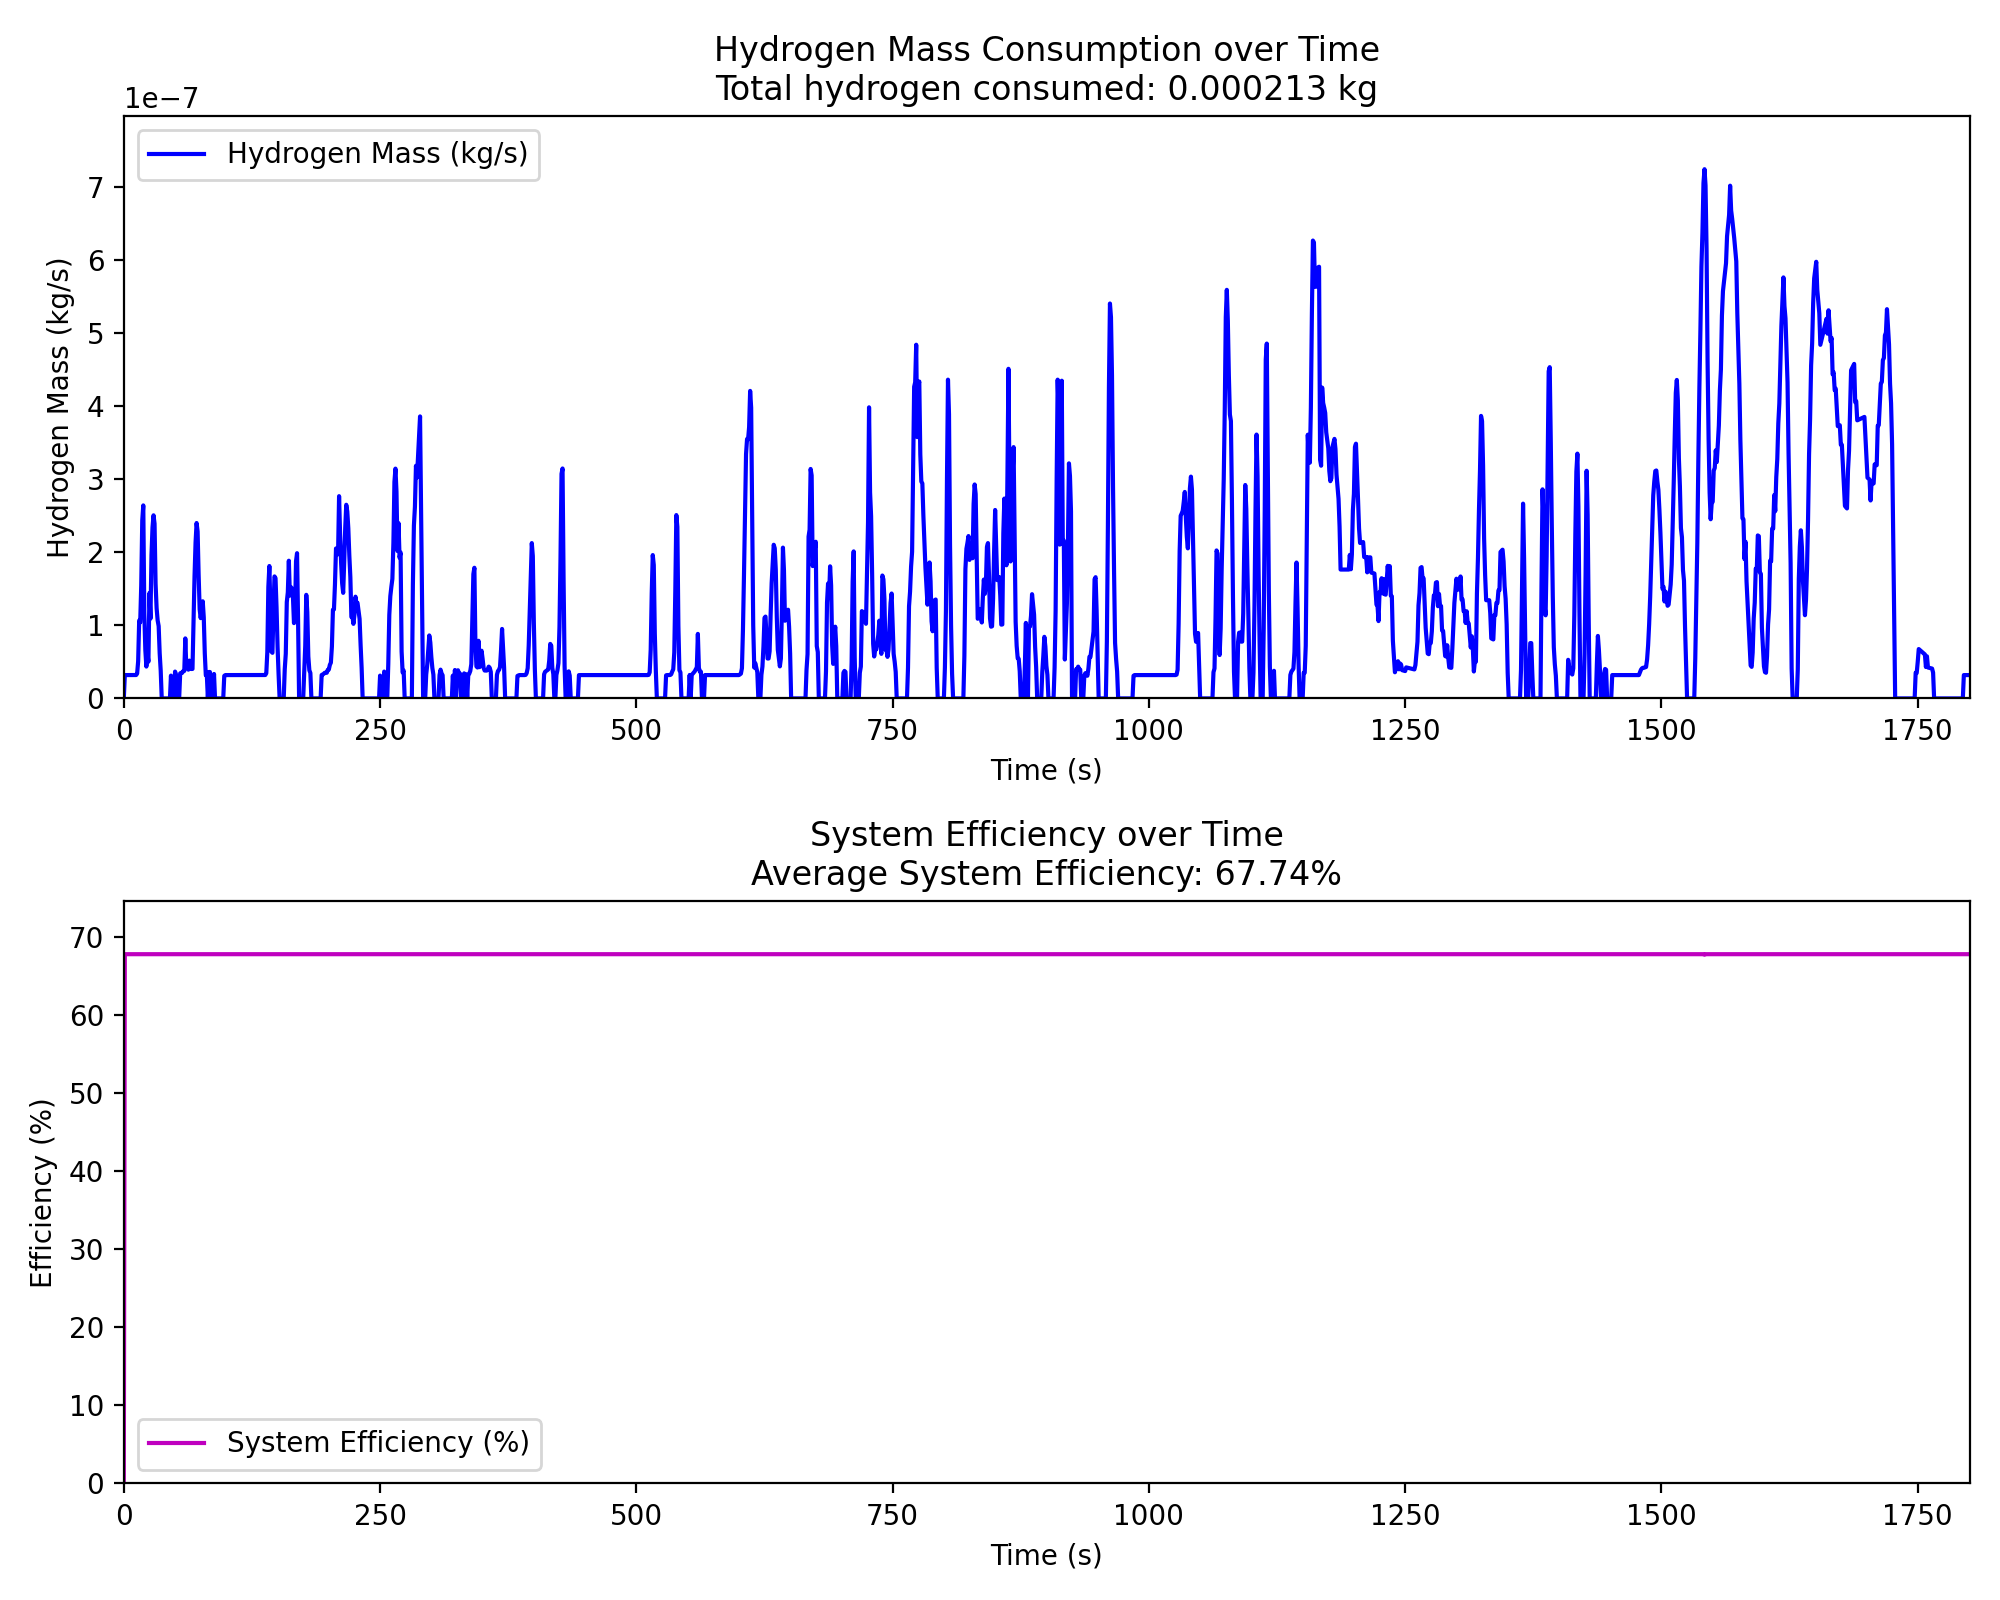 Hydrogen Mass Consumption over Time
Total hydrogen consumed: 0.000213 kg
1e−7
Hydrogen Mass (kg/s)
7
6
5
4
3
2
1
0
Hydrogen Mass (kg/s)
0 250 500 750 1000 1250 1500 1750
Time (s)
System Efficiency over Time
Average System Efficiency: 67.74%
70
60
50
40
30
20
10
0
Efficiency (%)
System Efficiency (%)
0 250 500 750 1000 1250 1500 1750
Time (s)